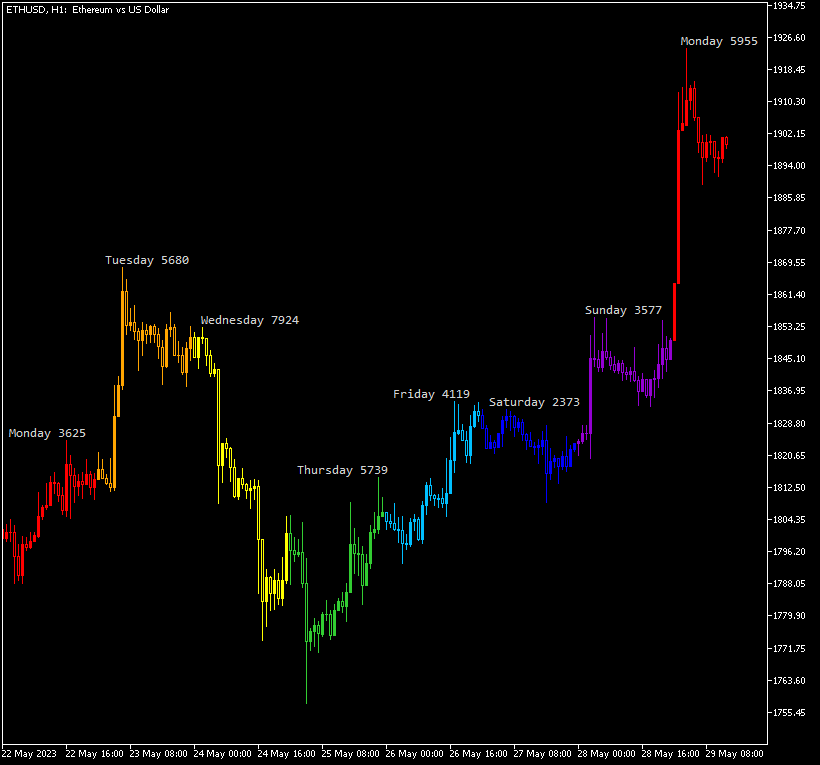 ETHUSD, H1: Ethereum vs US Dollar
1934.75
Monday 5955
1926.60
1918.45
1910.30
1902.15
1894.00
1885.85
1877.70
Tuesday 5680
1869.55
1861.40
Sunday 3577
Wednesday 7924
1853.25
1845.10
1836.95
Friday 4119
Saturday 2373
1828.80
Monday 3625
1820.65
Thursday 5739
1812.50
1804.35
1796.20
1788.05
1779.90
1771.75
1763.60
1755.45
22 May 2023 22 May 16:00 23 May 08:00 24 May 00:00 24 May 16:00 25 May 08:00 26 May 00:00 26 May 16:00 27 May 08:00 28 May 00:00 28 May 16:00 29 May 08:00